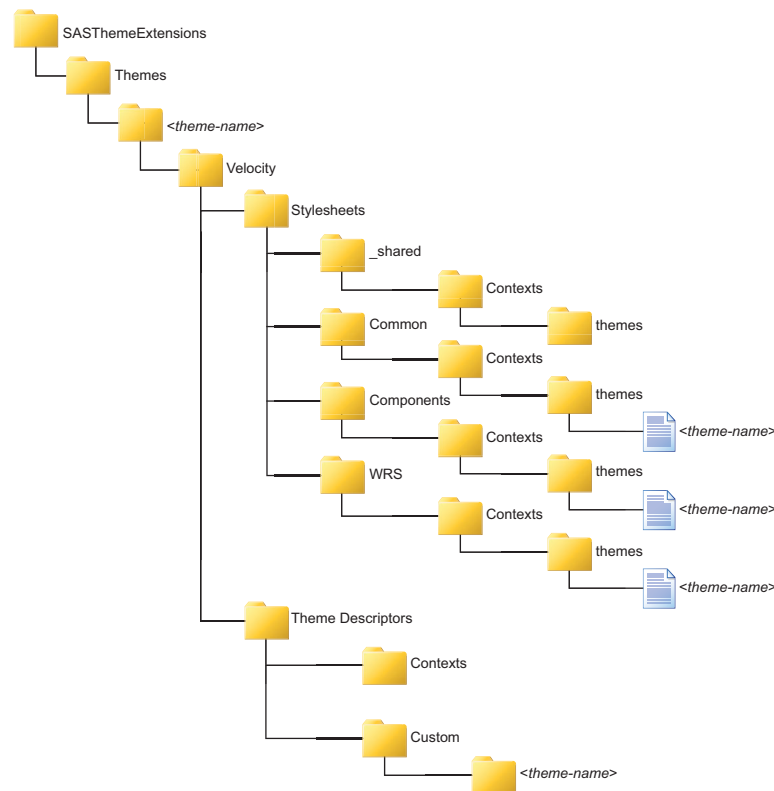 SASThemeExtensions
Themes
<theme-name>
Velocity
Stylesheets
_shared
Contexts
themes
Common
Contexts
themes
<theme-name>
Components
Contexts
themes
<theme-name>
WRS
Contexts
themes
<theme-name>
Theme Descriptors
Contexts
Custom
<theme-name>